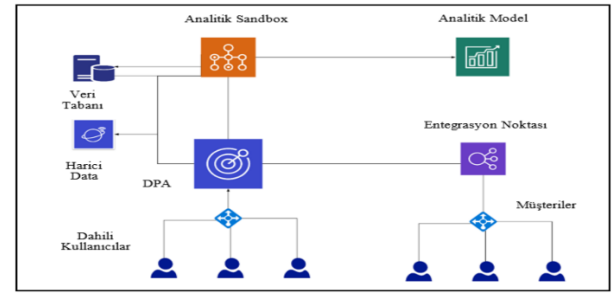 Analitik Sandbox
Analitik Model
Veri
Tabanı
Entegrasyon Noktası
Harici
Data
DPA
Müşteriler
Dahili
Kullanıcılar